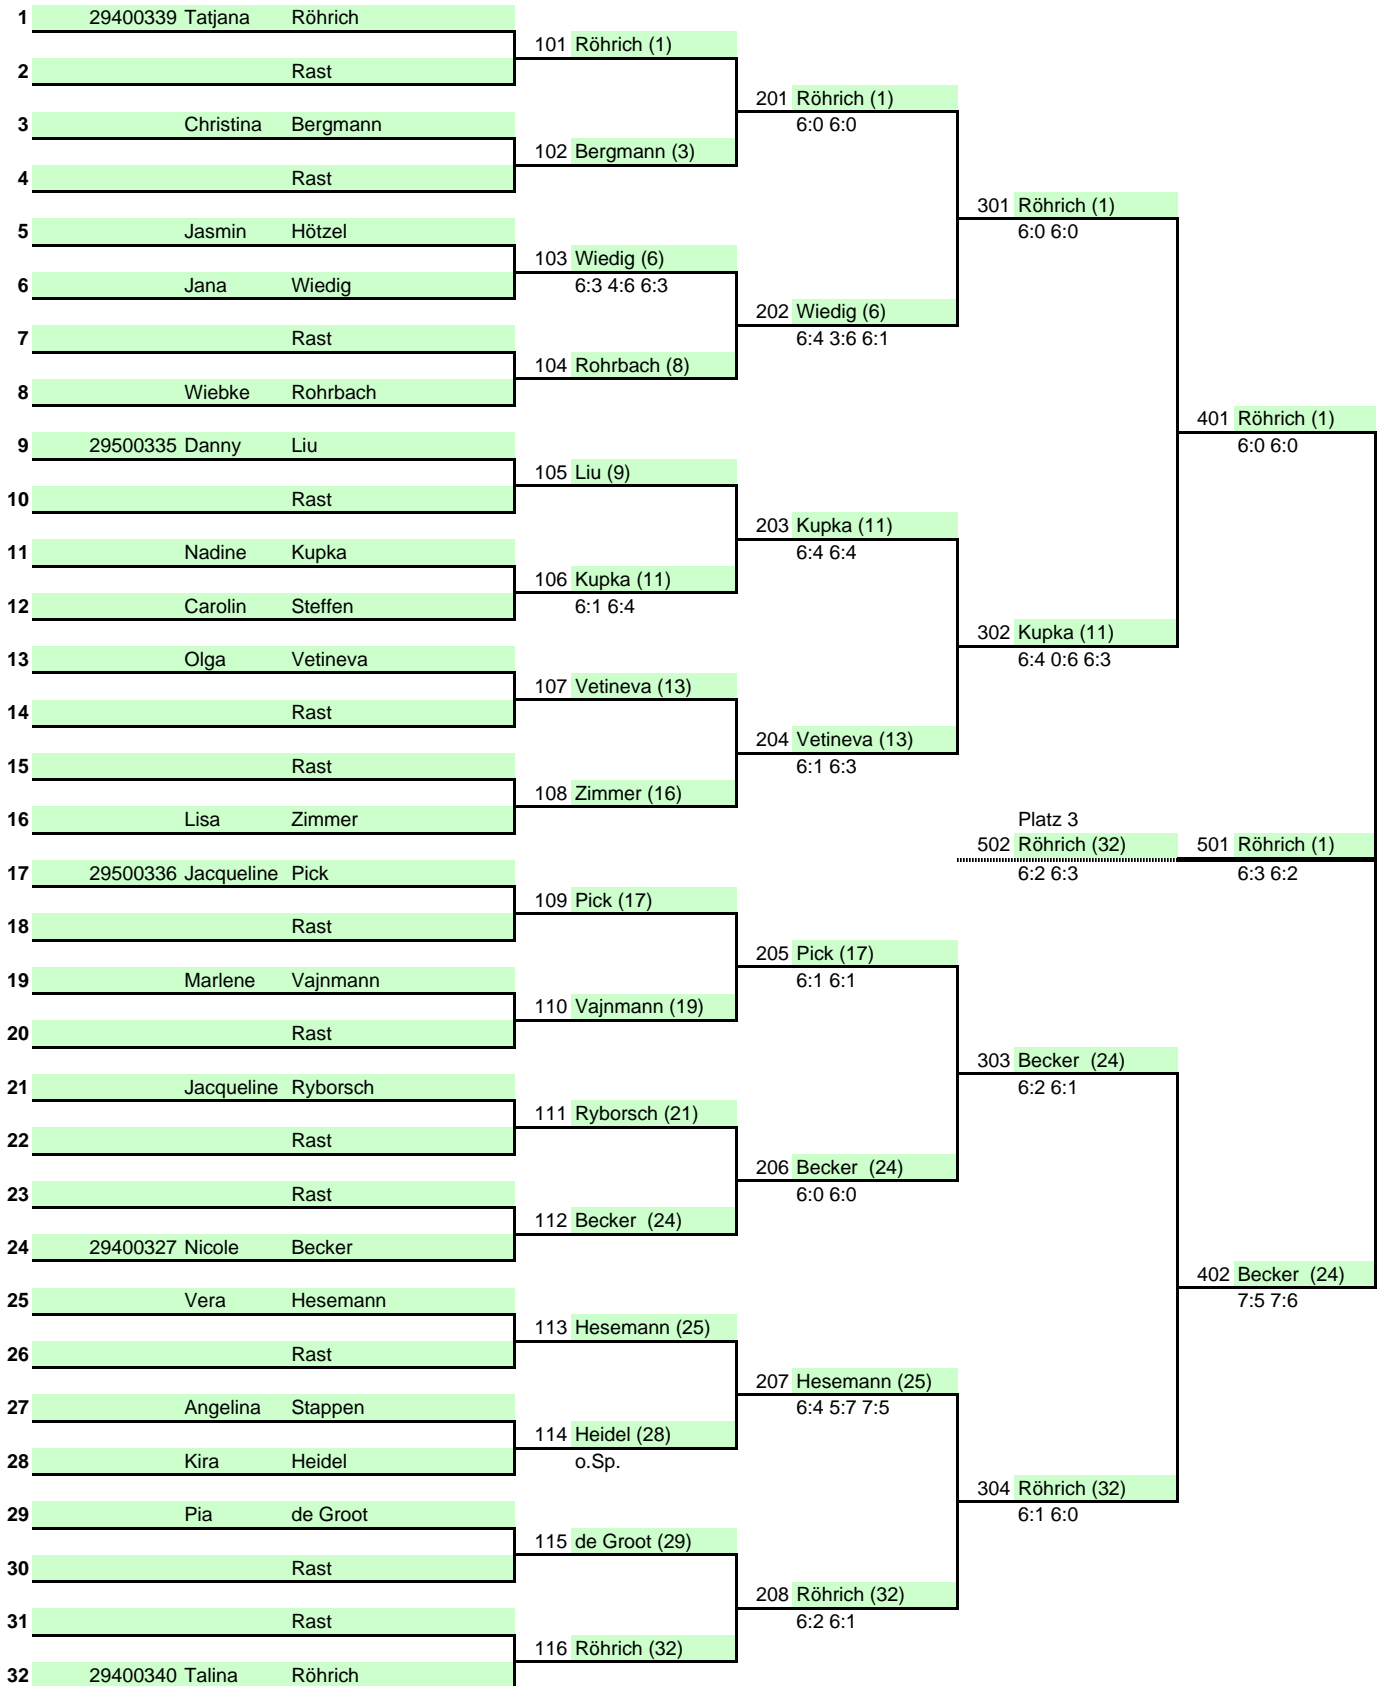 1 29400339 Tatjana Röhrich
101 Röhrich (1)
2 Rast
201 Röhrich (1)
3 Christina Bergmann
6:0 6:0
102 Bergmann (3)
4 Rast
301 Röhrich (1)
5 Jasmin Hötzel
6:0 6:0
103 Wiedig (6)
6 Jana Wiedig
6:3 4:6 6:3
202 Wiedig (6)
7 Rast
6:4 3:6 6:1
104 Rohrbach (8)
8 Wiebke Rohrbach
401 Röhrich (1)
9 29500335 Danny Liu
6:0 6:0
105 Liu (9)
10 Rast
203 Kupka (11)
11 Nadine Kupka
6:4 6:4
106 Kupka (11)
12 Carolin Steffen
6:1 6:4
302 Kupka (11)
13 Olga Vetineva
6:4 0:6 6:3
107 Vetineva (13)
14 Rast
204 Vetineva (13)
15 Rast
6:1 6:3
108 Zimmer (16)
16 Lisa Zimmer
Platz 3
502 Röhrich (32)
501 Röhrich (1)
17 29500336 Jacqueline Pick
6:2 6:3
6:3 6:2
109 Pick (17)
18 Rast
205 Pick (17)
19 Marlene Vajnmann
6:1 6:1
110 Vajnmann (19)
20 Rast
303 Becker (24)
21 Jacqueline Ryborsch
6:2 6:1
111 Ryborsch (21)
22 Rast
206 Becker (24)
23 Rast
6:0 6:0
112 Becker (24)
24 29400327 Nicole Becker
402 Becker (24)
25 Vera Hesemann
7:5 7:6
113 Hesemann (25)
26 Rast
207 Hesemann (25)
27 Angelina Stappen
6:4 5:7 7:5
114 Heidel (28)
28 Kira Heidel
o.Sp.
304 Röhrich (32)
29 Pia de Groot
6:1 6:0
115 de Groot (29)
30 Rast
208 Röhrich (32)
31 Rast
6:2 6:1
116 Röhrich (32)
32 29400340 Talina Röhrich